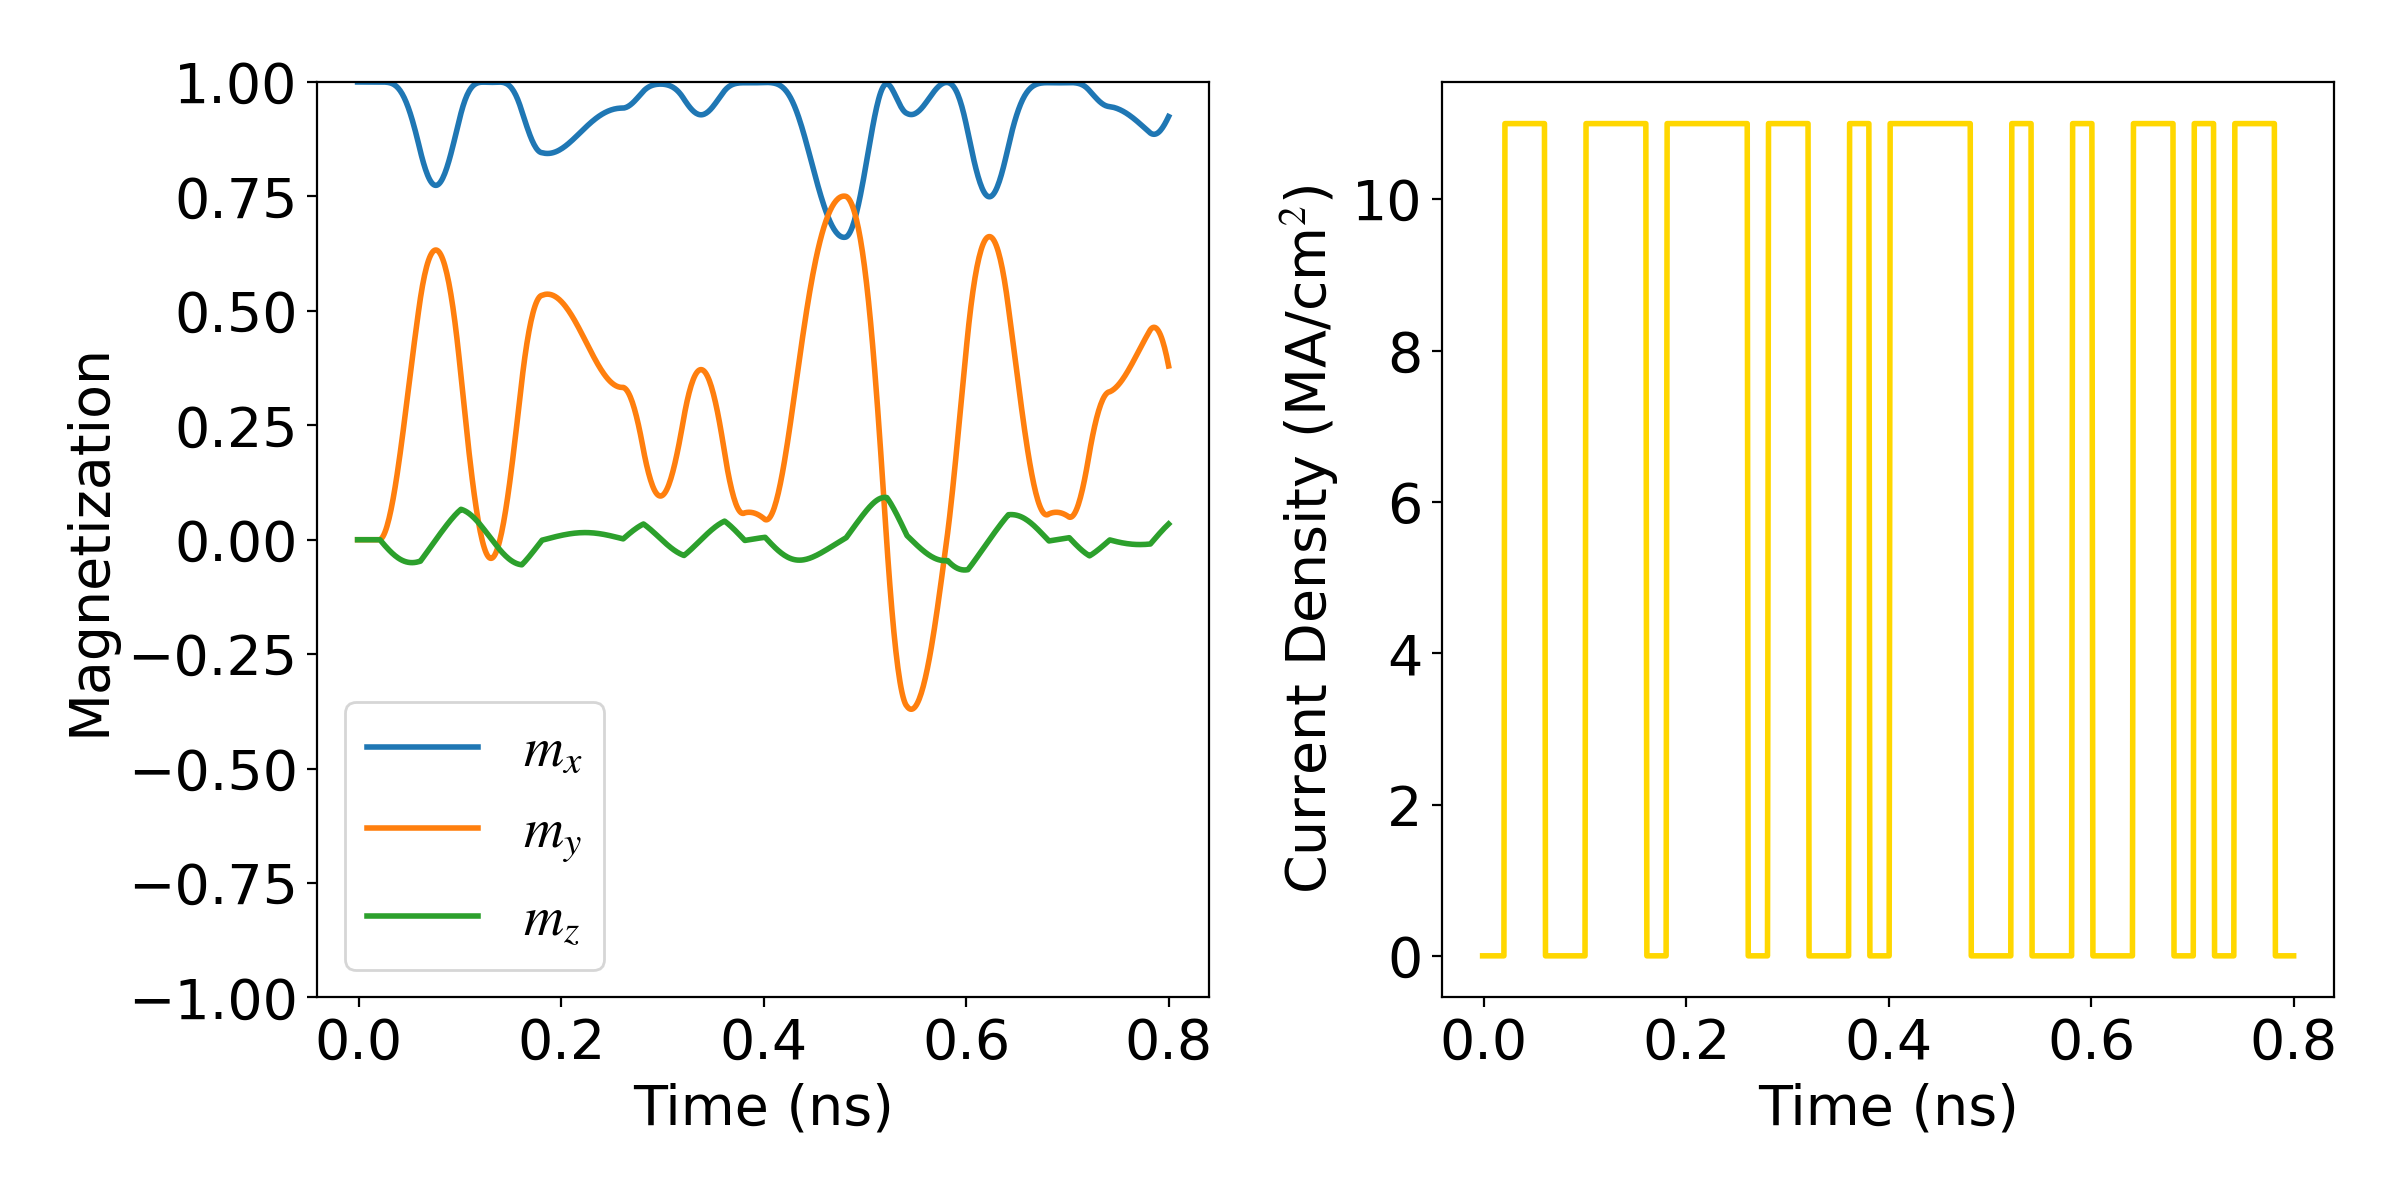 1.00
0.75
0.50
0.25
0.00
−0.25
−0.50
−0.75
−1.00
Magnetization
m_x
m_y
m_z
0.0 0.2 0.4 0.6 0.8
Time (ns)
10
8
6
4
2
0
Current Density (MA/cm²)
0.0 0.2 0.4 0.6 0.8
Time (ns)